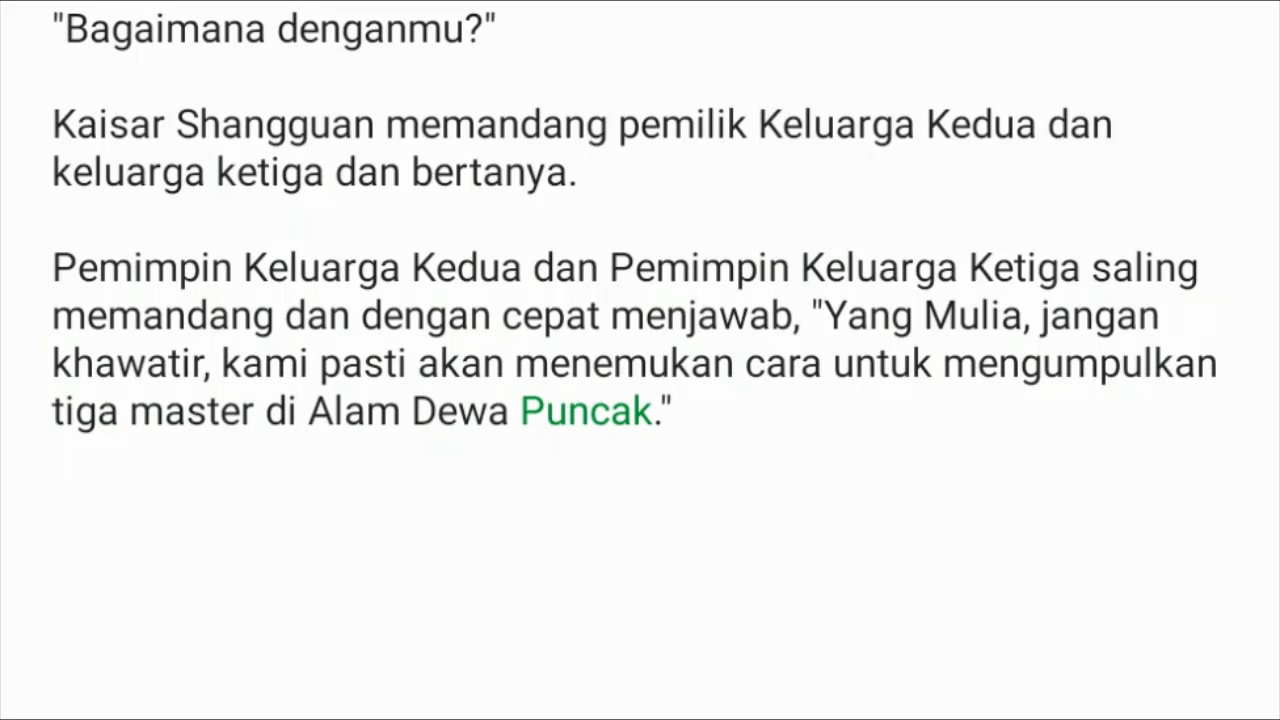 "Bagaimana denganmu?"
Kaisar Shangguan memandang pemilik Keluarga Kedua dan
keluarga ketiga dan bertanya.
Pemimpin Keluarga Kedua dan Pemimpin Keluarga Ketiga saling
memandang dan dengan cepat menjawab, "Yang Mulia, jangan
khawatir, kami pasti akan menemukan cara untuk mengumpulkan
tiga master di Alam Dewa Puncak."